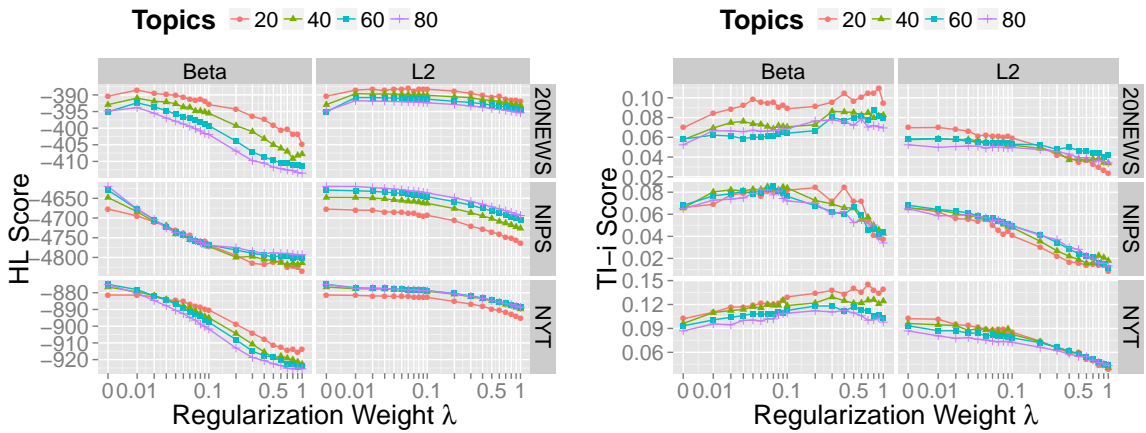 Topics 20 40 60 80
Beta L2
HL Score
−390
−395
−400
−410
20NEWS
−4650
−4700
−4750
−4800
NIPS
−880
−890
−900
−910
−920
NYT
0 0.01 0.1 0.5 1 0 0.01 0.1 0.5 1
Regularization Weight λ
Topics 20 40 60 80
Beta L2
TI−i Score
0.10
0.08
0.06
0.04
0.02
20NEWS
0.08
0.06
0.04
0.02
NIPS
0.15
0.12
0.09
0.06
NYT
0 0.01 0.1 0.5 1 0 0.01 0.1 0.5 1
Regularization Weight λ